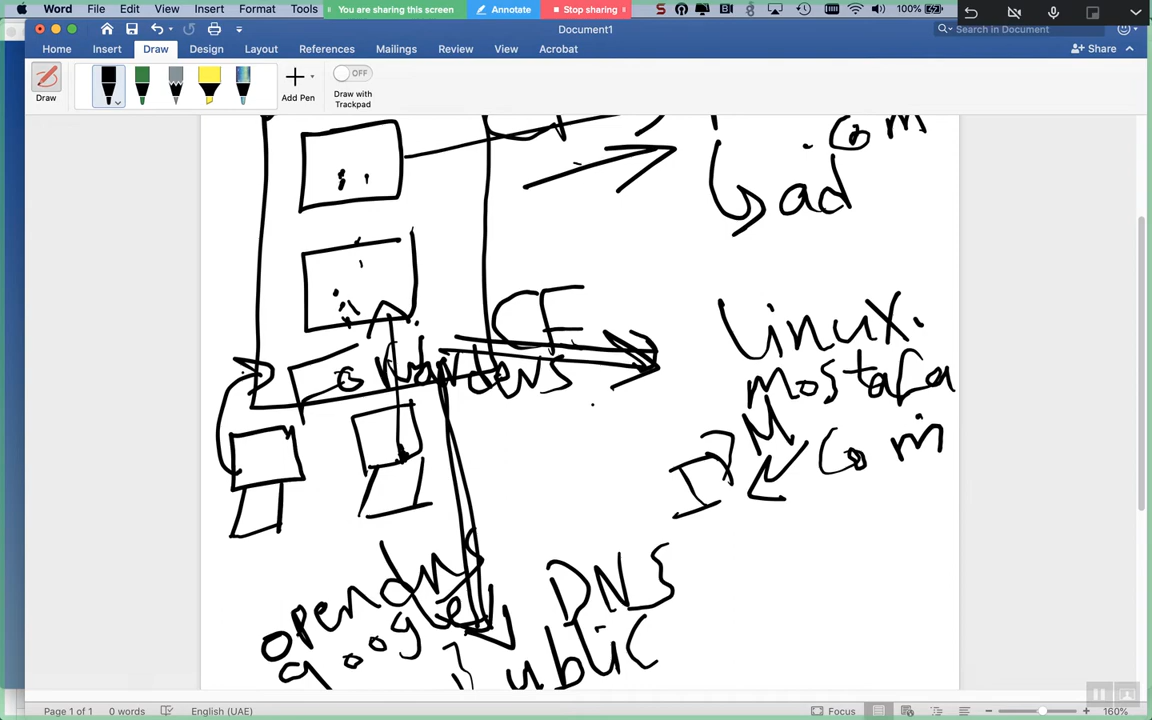 Word File Edit View Insert Format Tools You are sharing this screen Annotate Stop sharing 100%
Document1 Search in Document
Home Insert Draw Design Layout References Mailings Review View Acrobat Share
OFF
Draw Add Pen Draw with Trackpad
.com
ad
CE
Linux.
mostafa
Com
IP
opendns
google
DNS
Public
Page 1 of 1 0 words English (UAE) Focus 160%